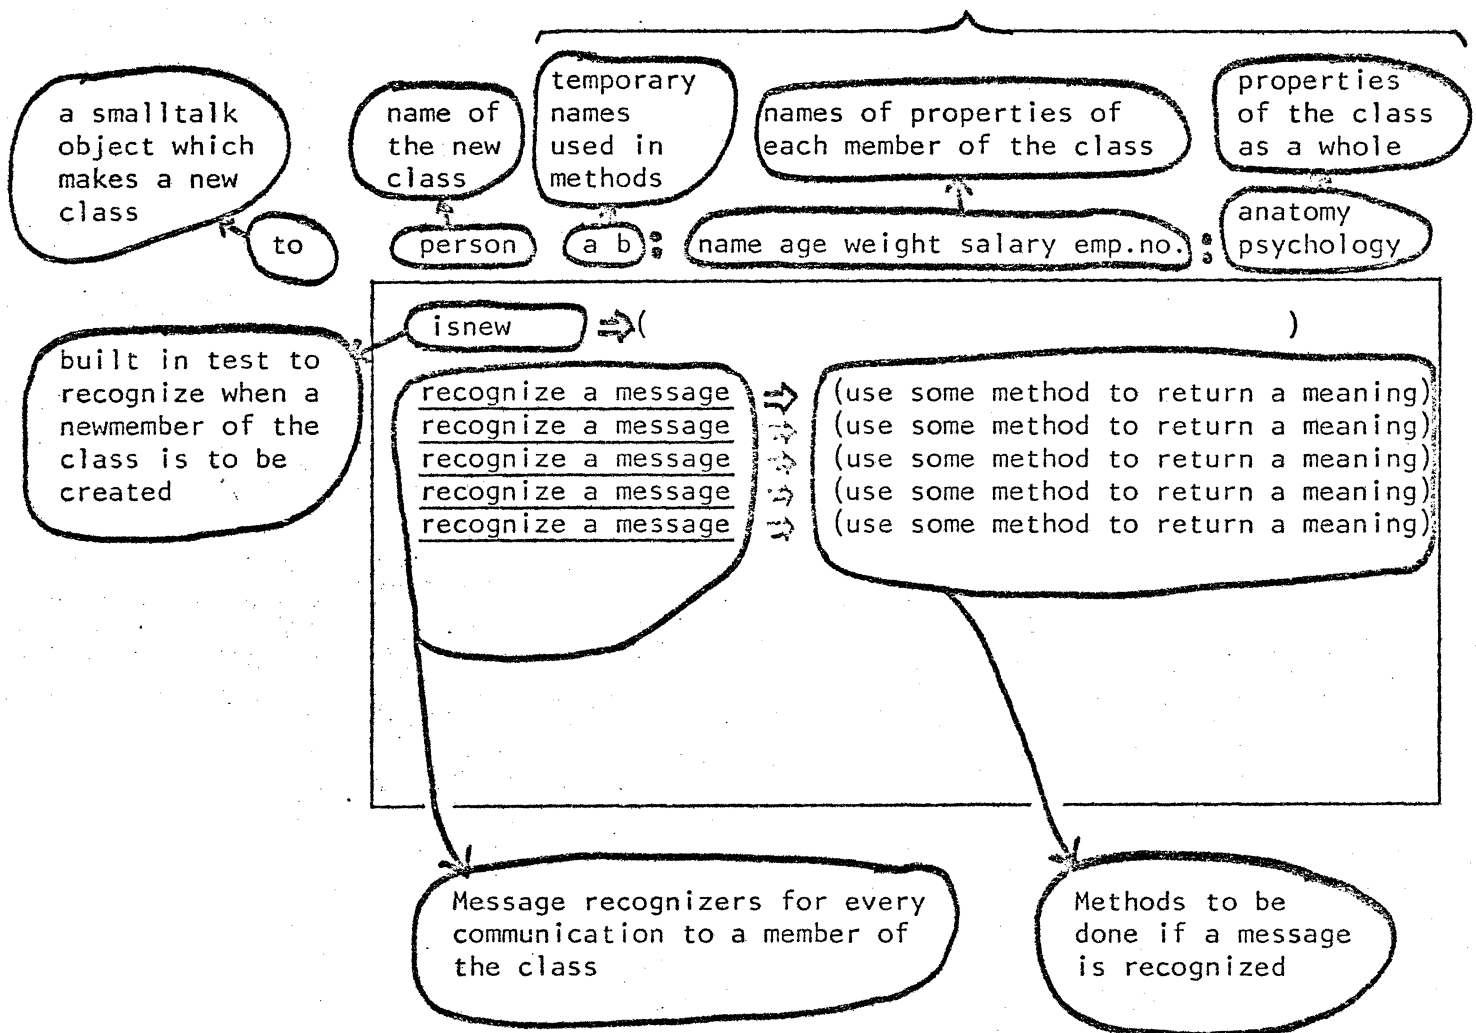 a smalltalk
object which
makes a new
class
name of
the new
class
temporary
names
used in
methods
names of properties of
each member of the class
properties
of the class
as a whole
to
person
a b :
name age weight salary emp.no. :
anatomy
psychology
isnew ⇒(                    )
built in test to
recognize when a
newmember of the
class is to be
created
recognize a message ⇒ (use some method to return a meaning)
recognize a message ⇒ (use some method to return a meaning)
recognize a message ⇒ (use some method to return a meaning)
recognize a message ⇒ (use some method to return a meaning)
recognize a message ⇒ (use some method to return a meaning)
Message recognizers for every
communication to a member of
the class
Methods to be
done if a message
is recognized